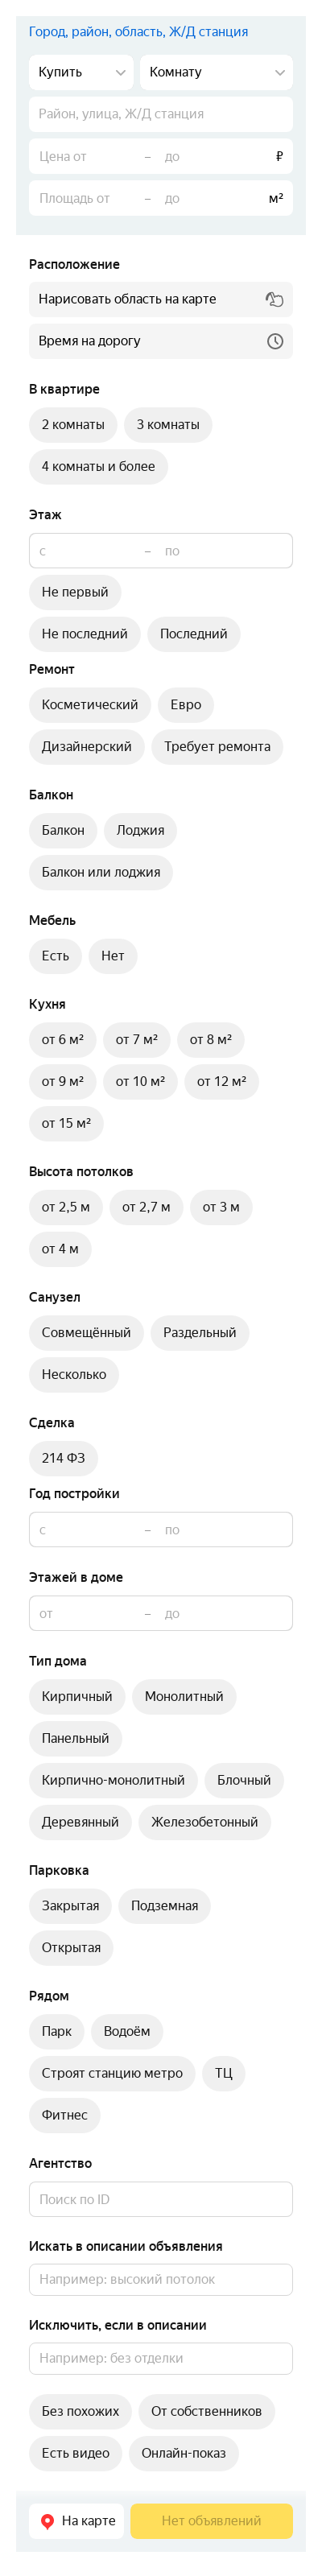 Город, район, область, Ж/Д станция
Купить Комнату
Район, улица, Ж/Д станция
Цена от – до ₽
Площадь от – до м²
Расположение
Нарисовать область на карте
Время на дорогу
В квартире
2 комнаты 3 комнаты
4 комнаты и более
Этаж
с – по
Не первый
Не последний Последний
Ремонт
Косметический Евро
Дизайнерский Требует ремонта
Балкон
Балкон Лоджия
Балкон или лоджия
Мебель
Есть Нет
Кухня
от 6 м² от 7 м² от 8 м²
от 9 м² от 10 м² от 12 м²
от 15 м²
Высота потолков
от 2,5 м от 2,7 м от 3 м
от 4 м
Санузел
Совмещённый Раздельный
Несколько
Сделка
214 ФЗ
Год постройки
с – по
Этажей в доме
от – до
Тип дома
Кирпичный Монолитный
Панельный
Кирпично-монолитный Блочный
Деревянный Железобетонный
Парковка
Закрытая Подземная
Открытая
Рядом
Парк Водоём
Строят станцию метро ТЦ
Фитнес
Агентство
Поиск по ID
Искать в описании объявления
Например: высокий потолок
Исключить, если в описании
Например: без отделки
Без похожих От собственников
Есть видео Онлайн-показ
На карте Нет объявлений